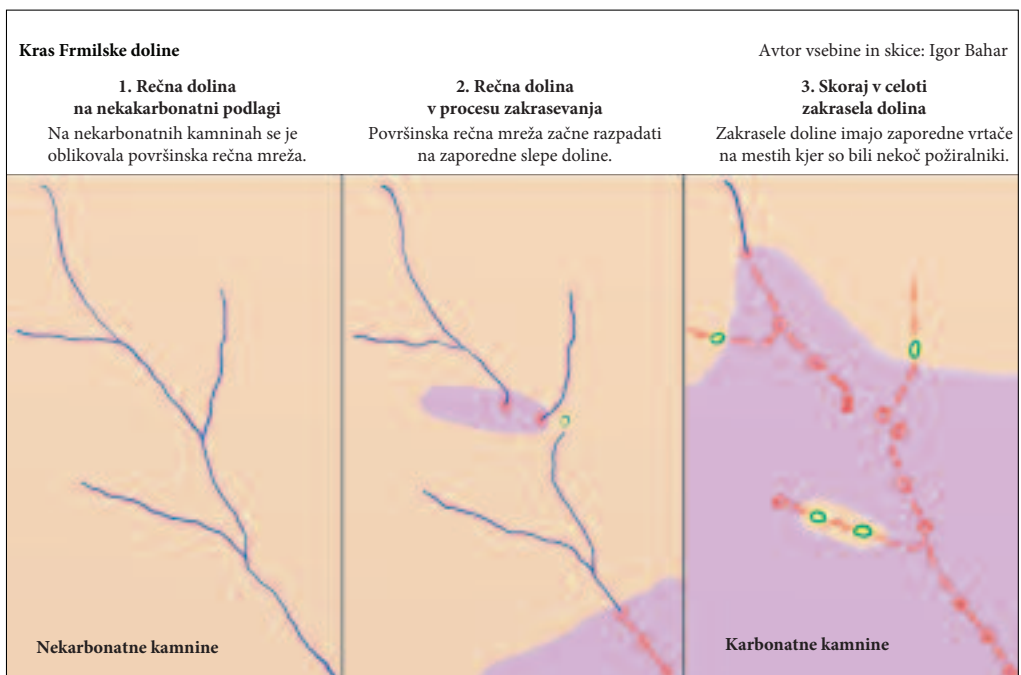 Kras Frmilske doline
Avtor vsebine in skice: Igor Bahar
1. Rečna dolina
na nekakarbonatni podlagi
Na nekarbonatnih kamninah se je
oblikovala površinska rečna mreža.
2. Rečna dolina
v procesu zakrasevanja
Površinska rečna mreža začne razpadati
na zaporedne slepe doline.
3. Skoraj v celoti
zakrasela dolina
Zakrasele doline imajo zaporedne vrtače
na mestih kjer so bili nekoč požiralniki.
Nekarbonatne kamnine
Karbonatne kamnine